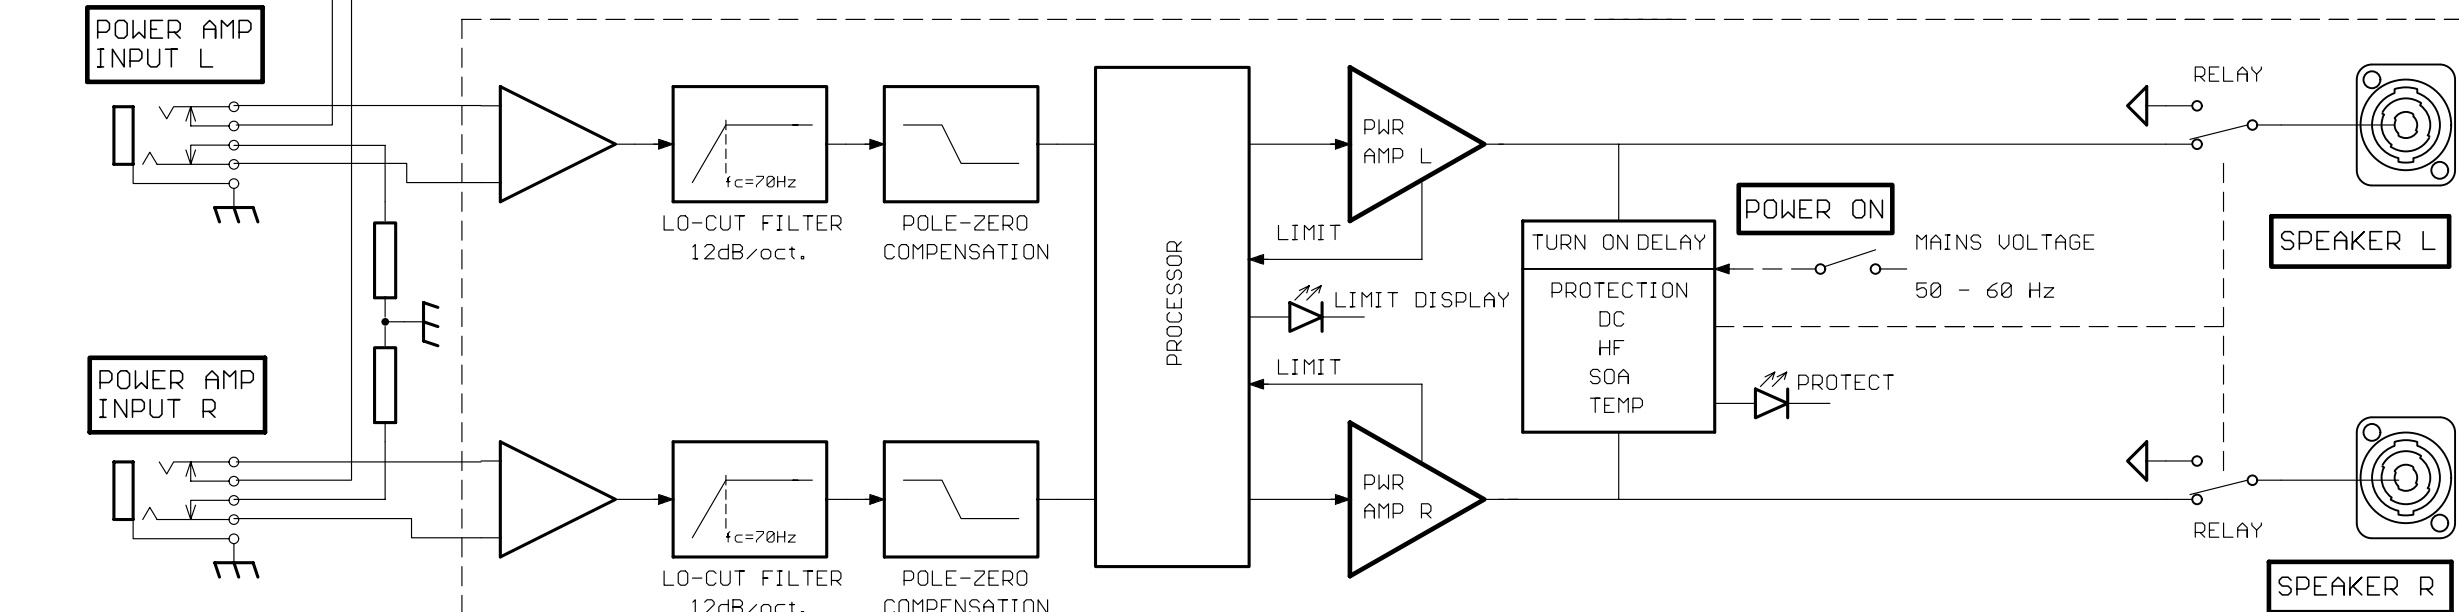 POWER AMP
INPUT L
RELAY
PWR
AMP L
fc=70Hz
LO-CUT FILTER
12dB/oct.
POLE-ZERO
COMPENSATION
LIMIT
POWER ON
SPEAKER L
TURN ON DELAY
MAINS VOLTAGE
50 - 60 Hz
PROTECTION
DC
HF
SOA
TEMP
LIMIT DISPLAY
PROCESSOR
LIMIT
PROTECT
POWER AMP
INPUT R
PWR
AMP R
fc=70Hz
RELAY
LO-CUT FILTER
12dB/oct.
POLE-ZERO
COMPENSATION
SPEAKER R